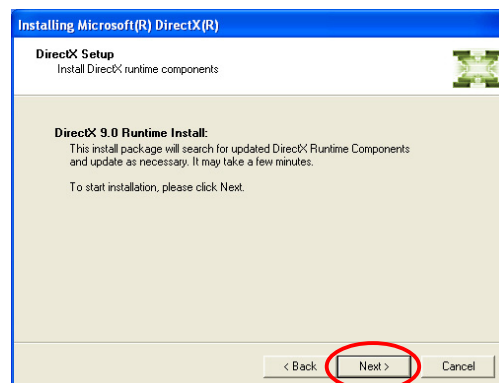 Installing Microsoft(R) DirectX(R)
DirectX Setup
Install DirectX runtime components
DirectX 9.0 Runtime Install:
This install package will search for updated DirectX Runtime Components
and update as necessary. It may take a few minutes.
To start installation, please click Next.
< Back Next > Cancel